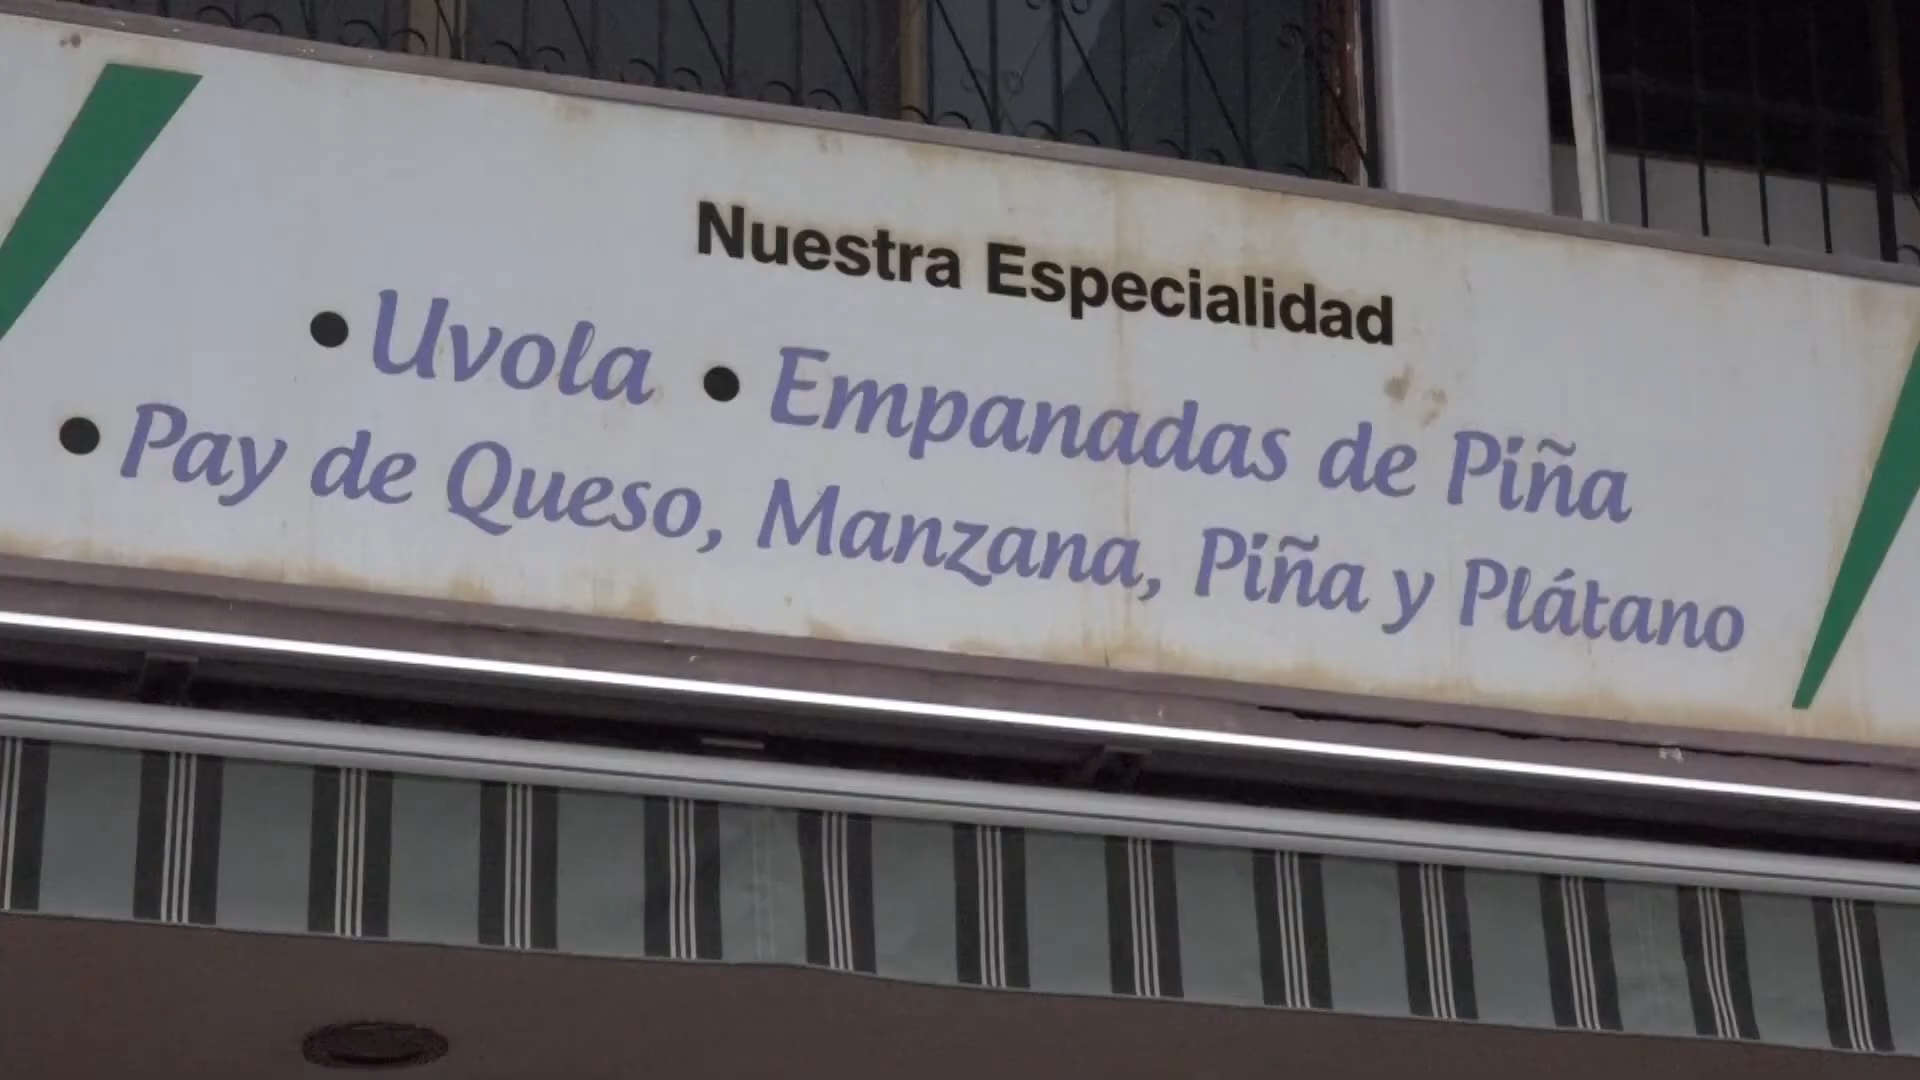 Nuestra Especialidad
• Uvola • Empanadas de Piña
• Pay de Queso, Manzana, Piña y Plátano